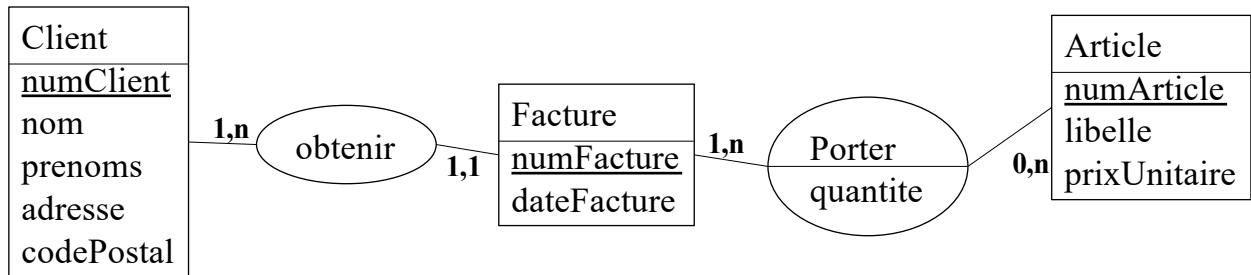 Client
numClient
nom
prenoms
adresse
codePostal
1,n
obtenir
1,1
Facture
numFacture
dateFacture
1,n
Porter
quantite
0,n
Article
numArticle
libelle
prixUnitaire